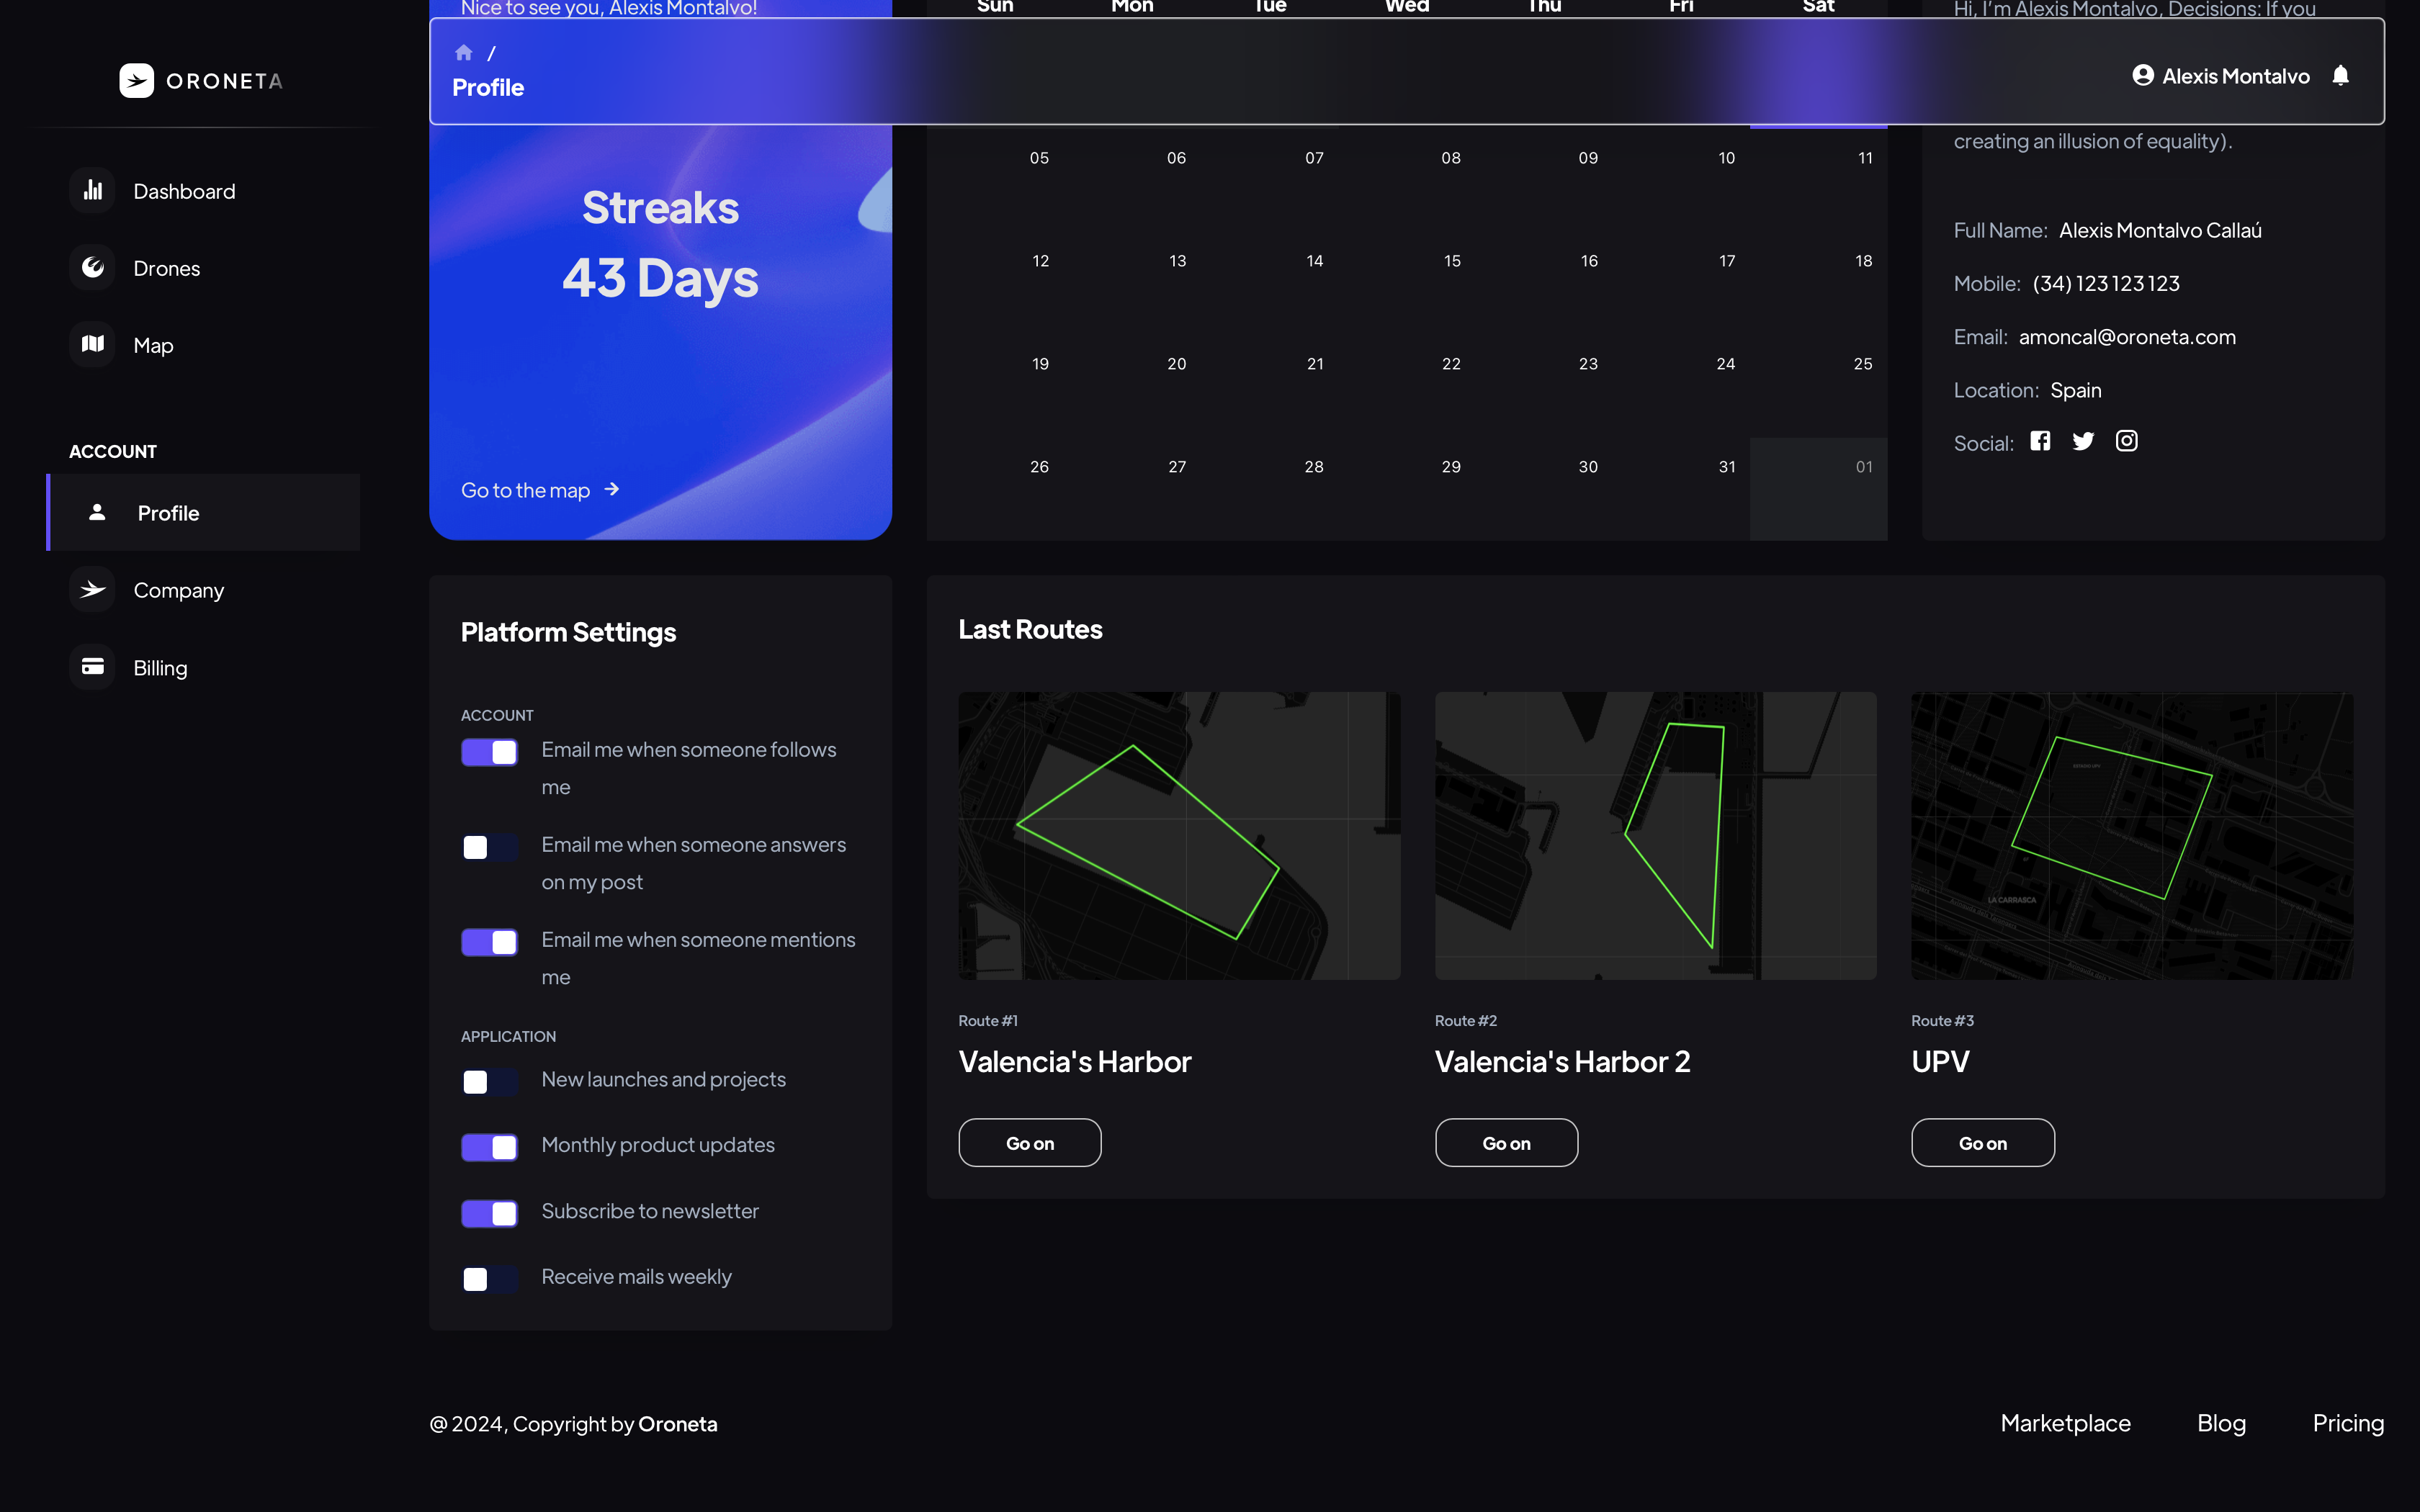 ORONETA
Dashboard
Drones
Map
ACCOUNT
Profile
Company
Billing
Nice to see you, Alexis Montalvo!
Sun Mon Tue Wed Thu Fri Sat
Hi, I'm Alexis Montalvo, Decisions: If you
/
Profile
Alexis Montalvo
creating an illusion of equality).
Streaks
43 Days
Go to the map
05 06 07 08 09 10 11
12 13 14 15 16 17 18
19 20 21 22 23 24 25
26 27 28 29 30 31 01
Full Name: Alexis Montalvo Callaú
Mobile: (34) 123 123 123
Email: amoncal@oroneta.com
Location: Spain
Social:
Platform Settings
ACCOUNT
Email me when someone follows
me
Email me when someone answers
on my post
Email me when someone mentions
me
APPLICATION
New launches and projects
Monthly product updates
Subscribe to newsletter
Receive mails weekly
Last Routes
LA CARRASCA
Route #1
Valencia's Harbor
Go on
Route #2
Valencia's Harbor 2
Go on
Route #3
UPV
Go on
@ 2024, Copyright by Oroneta
Marketplace
Blog
Pricing